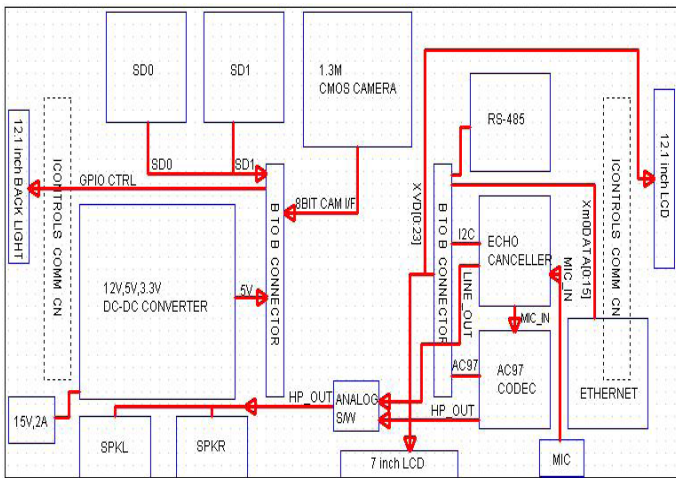 SD0
SD1
1.3M
CMOS CAMERA
RS-485
12.1 inch LCD
12.1 inch BACK LIGHT
ICONTROLS COMM CN
SD0
SD1
GPIO CTRL
8BIT CAM I/F
B TO B CONNECTOR
XVD[0:23]
B TO B CONNECTOR
I2C
ECHO
CANCELLER
MIC_IN
Xm0DATA[0:15]
ICONTROLS COMM CN
12V,5V,3.3V
DC-DC CONVERTER
5V
LINE_OUT
MIC_IN
AC97
AC97
CODEC
ETHERNET
15V,2A
HP_OUT
ANALOG
S/W
HP_OUT
SPKL
SPKR
7 inch LCD
MIC